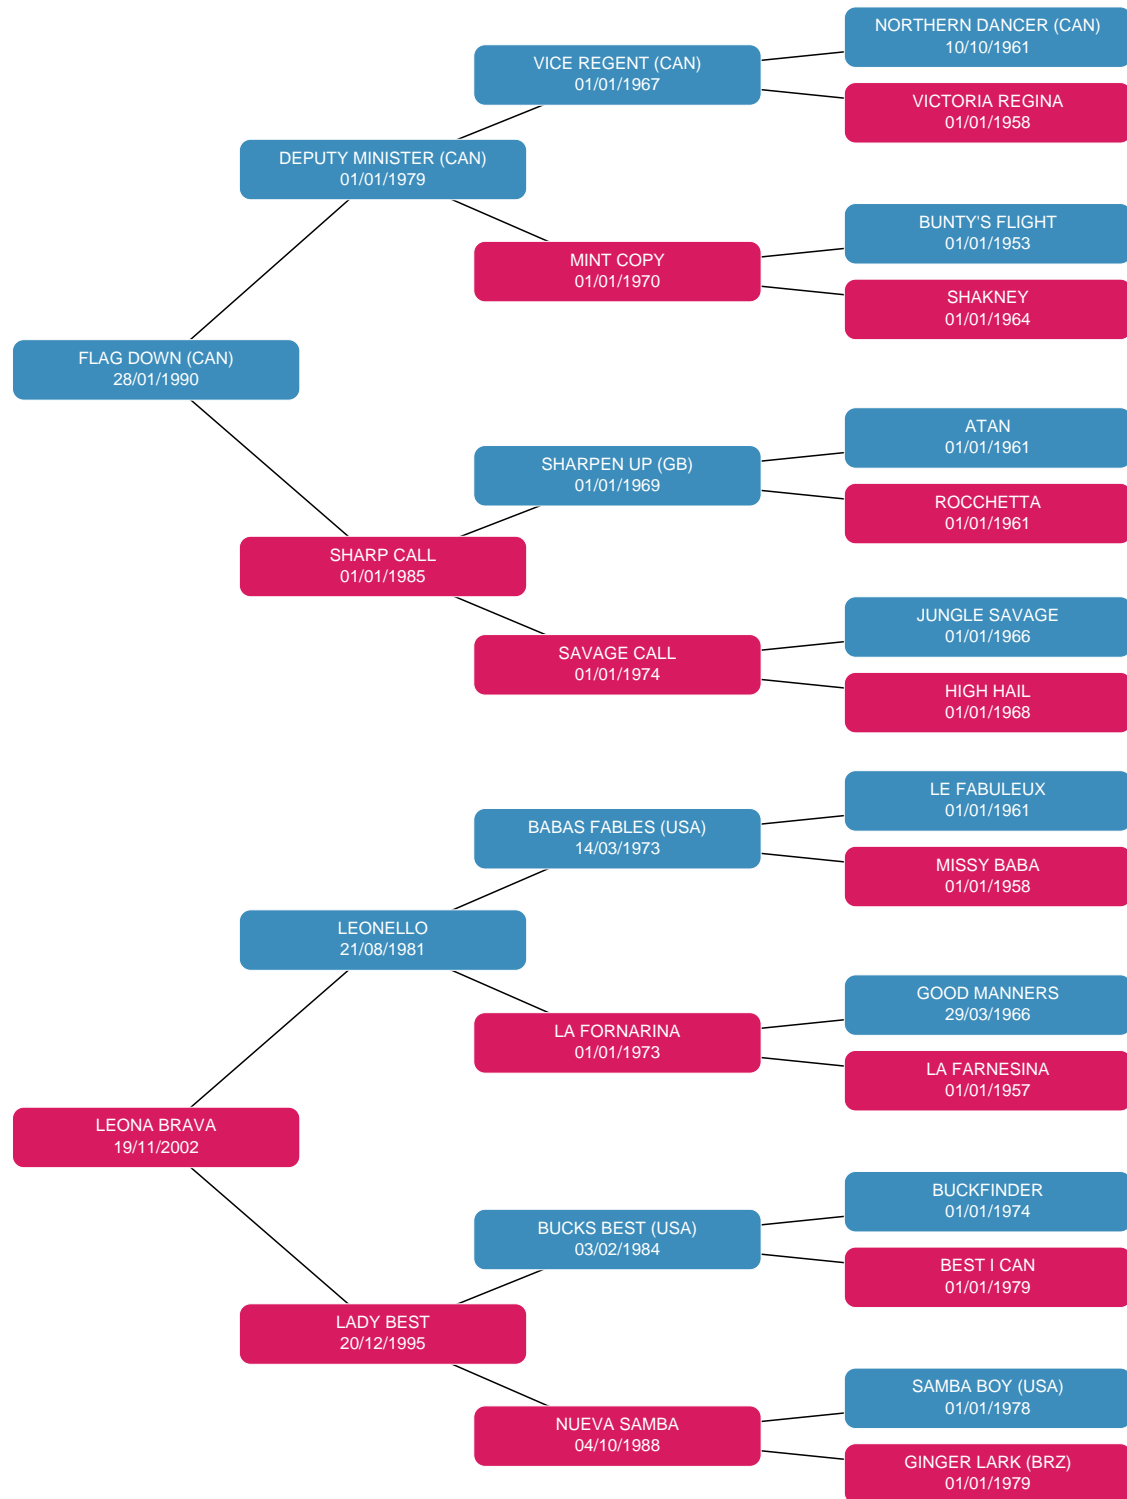 NORTHERN DANCER (CAN)
10/10/1961
VICE REGENT (CAN)
01/01/1967
VICTORIA REGINA
01/01/1958
DEPUTY MINISTER (CAN)
01/01/1979
BUNTY'S FLIGHT
01/01/1953
MINT COPY
01/01/1970
SHAKNEY
01/01/1964
FLAG DOWN (CAN)
28/01/1990
ATAN
01/01/1961
SHARPEN UP (GB)
01/01/1969
ROCCHETTA
01/01/1961
SHARP CALL
01/01/1985
JUNGLE SAVAGE
01/01/1966
SAVAGE CALL
01/01/1974
HIGH HAIL
01/01/1968
LE FABULEUX
01/01/1961
BABAS FABLES (USA)
14/03/1973
MISSY BABA
01/01/1958
LEONELLO
21/08/1981
GOOD MANNERS
29/03/1966
LA FORNARINA
01/01/1973
LA FARNESINA
01/01/1957
LEONA BRAVA
19/11/2002
BUCKFINDER
01/01/1974
BUCKS BEST (USA)
03/02/1984
BEST I CAN
01/01/1979
LADY BEST
20/12/1995
SAMBA BOY (USA)
01/01/1978
NUEVA SAMBA
04/10/1988
GINGER LARK (BRZ)
01/01/1979